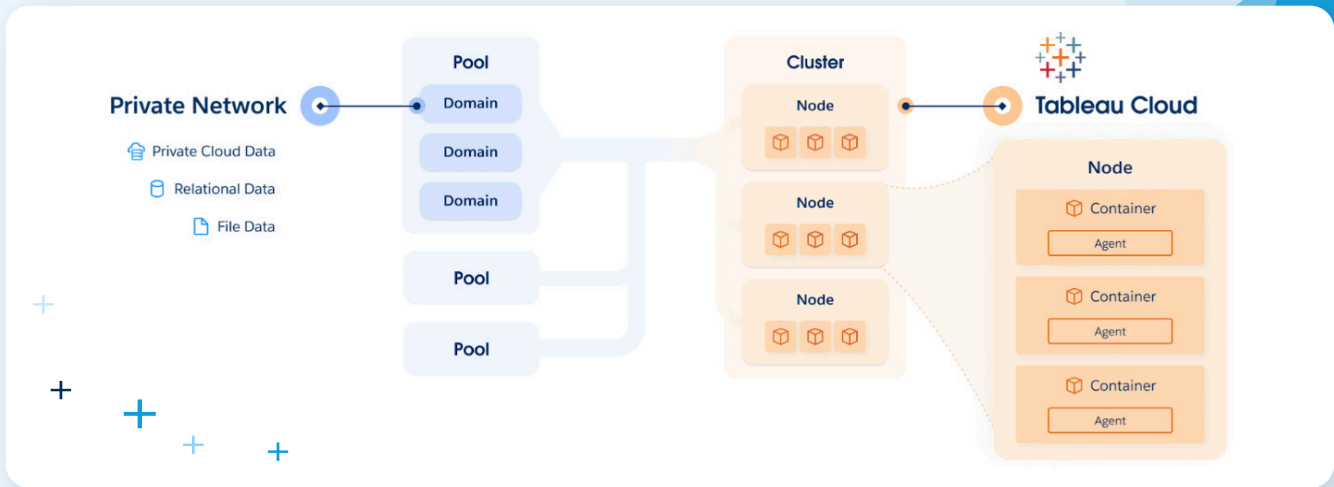 Private Network
Private Cloud Data
Relational Data
File Data
Pool
Domain
Domain
Domain
Pool
Pool
Cluster
Node
Node
Node
Tableau Cloud
Node
Container
Agent
Container
Agent
Container
Agent